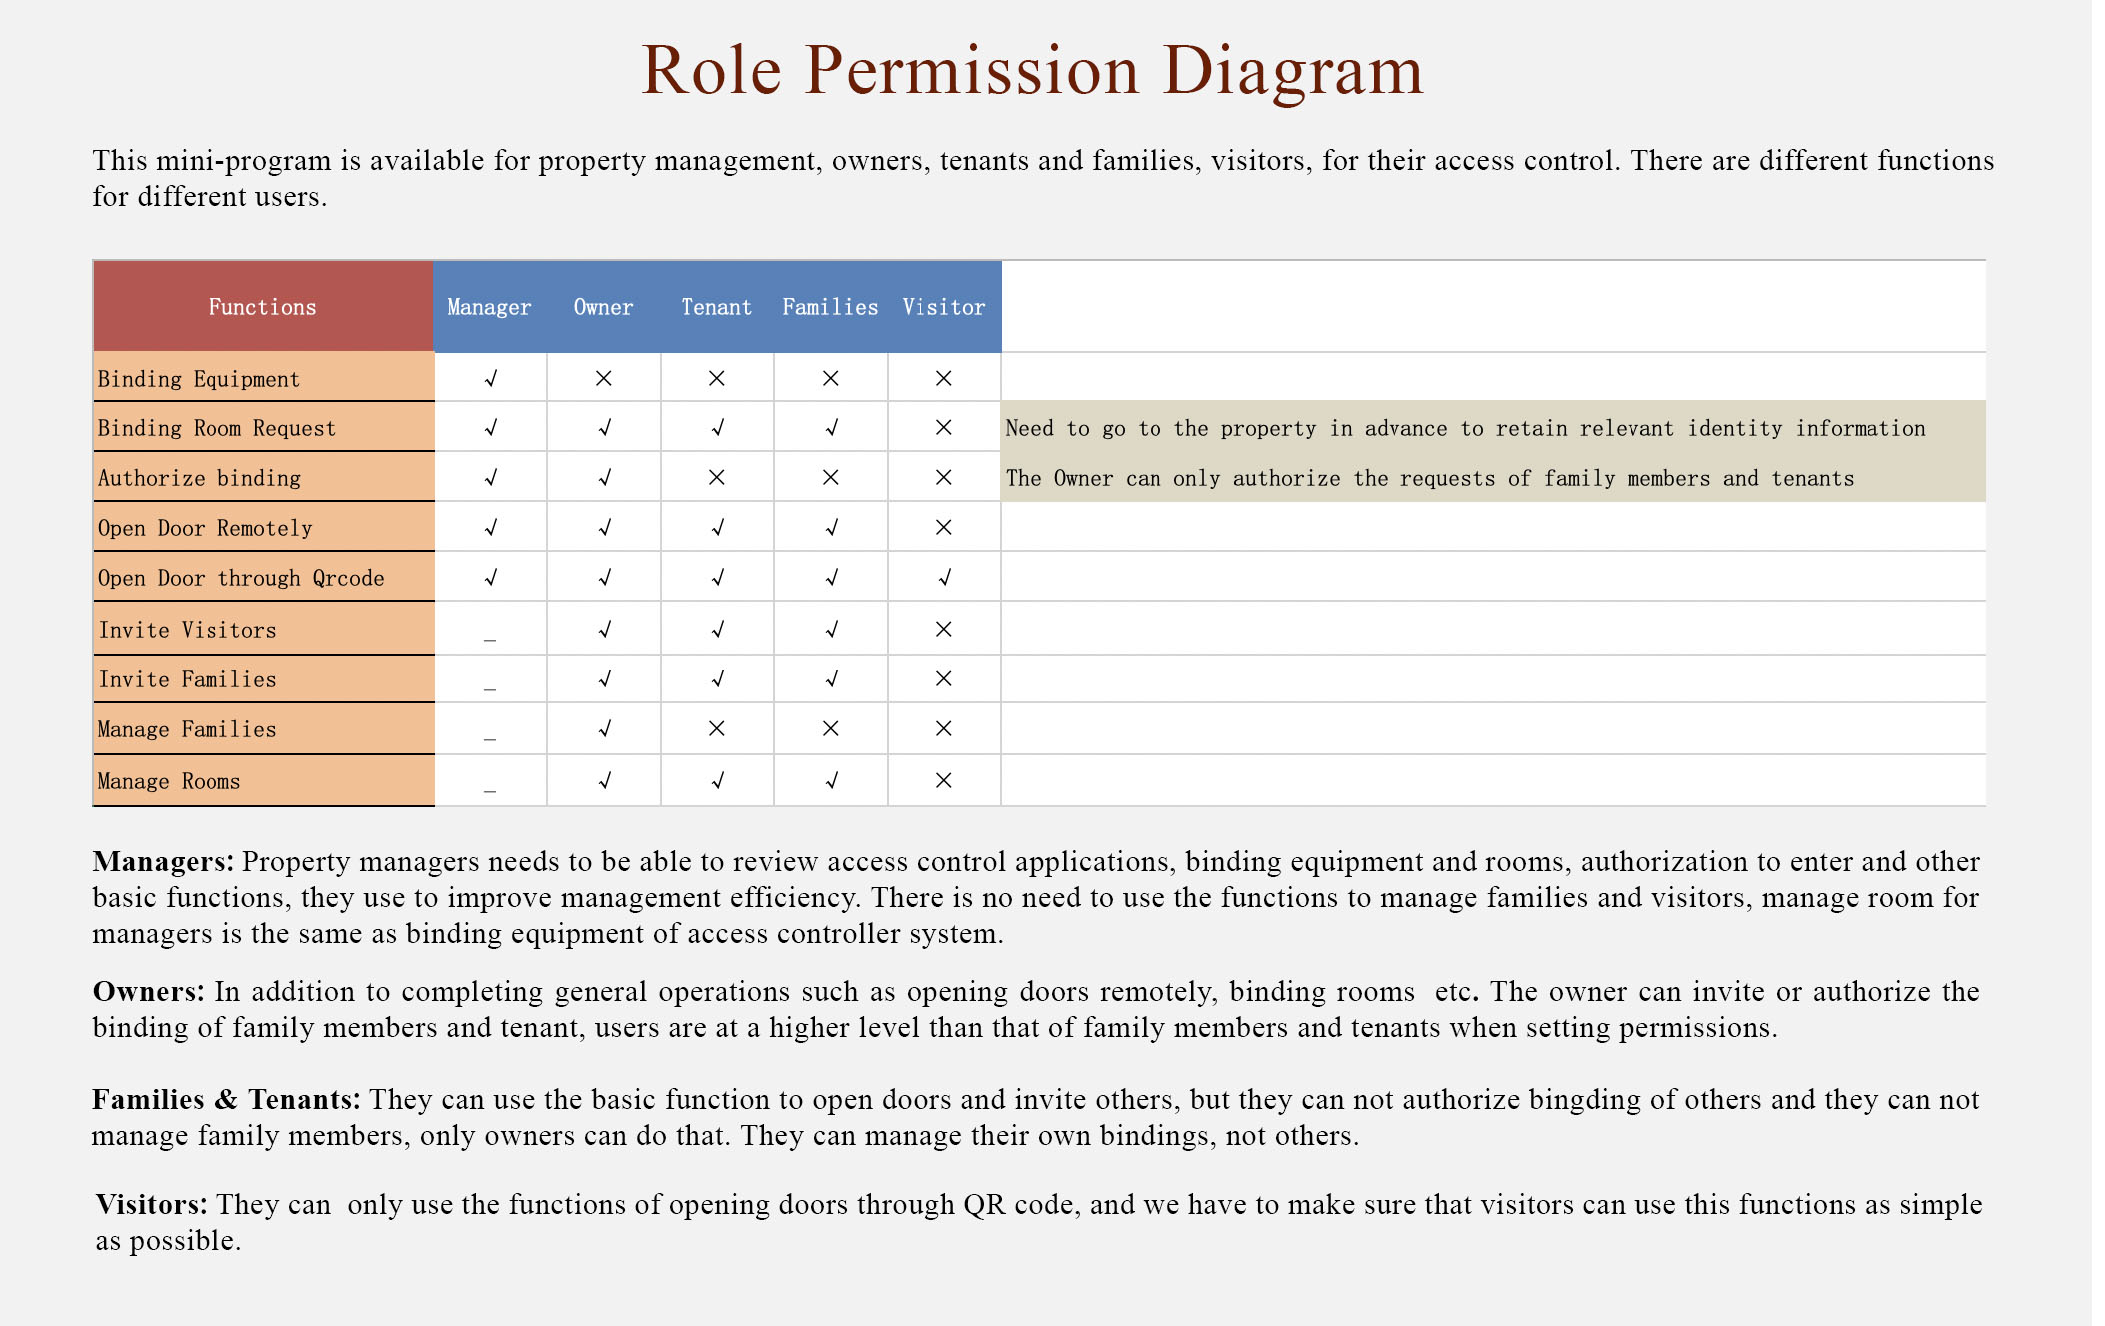 Role Permission Diagram
This mini-program is available for property management, owners, tenants and families, visitors, for their access control. There are different functions
for different users.
Functions Manager Owner Tenant Families Visitor
Binding Equipment √ × × × ×
Binding Room Request √ √ √ √ × Need to go to the property in advance to retain relevant identity information
Authorize binding √ √ × × × The Owner can only authorize the requests of family members and tenants
Open Door Remotely √ √ √ √ ×
Open Door through Qrcode √ √ √ √ √
Invite Visitors _ √ √ √ ×
Invite Families _ √ √ √ ×
Manage Families _ √ × × ×
Manage Rooms _ √ √ √ ×
Managers: Property managers needs to be able to review access control applications, binding equipment and rooms, authorization to enter and other
basic functions, they use to improve management efficiency. There is no need to use the functions to manage families and visitors, manage room for
managers is the same as binding equipment of access controller system.
Owners: In addition to completing general operations such as opening doors remotely, binding rooms etc. The owner can invite or authorize the
binding of family members and tenant, users are at a higher level than that of family members and tenants when setting permissions.
Families & Tenants: They can use the basic function to open doors and invite others, but they can not authorize bingding of others and they can not
manage family members, only owners can do that. They can manage their own bindings, not others.
Visitors: They can only use the functions of opening doors through QR code, and we have to make sure that visitors can use this functions as simple
as possible.